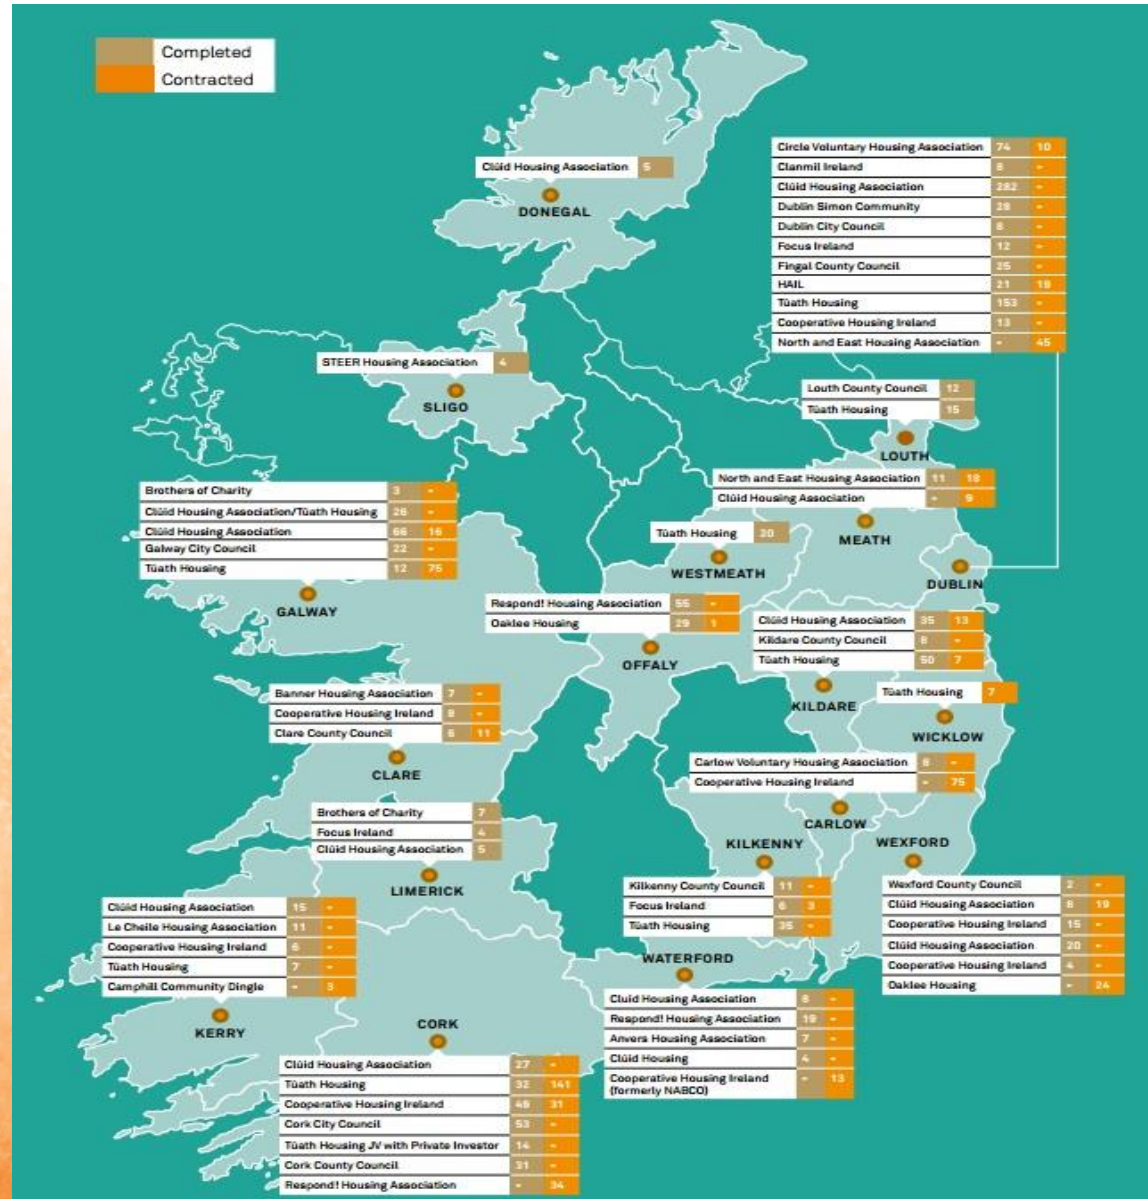 Completed
Contracted
Clúid Housing Association 5
DONEGAL
Circle Voluntary Housing Association 74 10
Clanmil Ireland 8 -
Clúid Housing Association 282 -
Dublin Simon Community 28 -
Dublin City Council 8 -
Focus Ireland 12 -
Fingal County Council 25 -
HAIL 21 18
Túath Housing 153 -
Cooperative Housing Ireland 13 -
North and East Housing Association - 45
STEER Housing Association 4
SLIGO
Louth County Council 12
Túath Housing 15
LOUTH
North and East Housing Association 11 18
Clúid Housing Association - 9
MEATH
Brothers of Charity 3 -
Clúid Housing Association/Túath Housing 26 -
Clúid Housing Association 66 16
Galway City Council 22 -
Túath Housing 12 75
GALWAY
Túath Housing 20
WESTMEATH
DUBLIN
Respond! Housing Association 55 -
Oaklee Housing 29 1
OFFALY
Clúid Housing Association 35 13
Kildare County Council 8 -
Túath Housing 50 7
KILDARE
Túath Housing 7
WICKLOW
Banner Housing Association 7 -
Cooperative Housing Ireland 8 -
Clare County Council 6 11
CLARE
Carlow Voluntary Housing Association 8 -
Cooperative Housing Ireland - 75
CARLOW
Brothers of Charity 7
Focus Ireland 4
Clúid Housing Association 5
LIMERICK
KILKENNY
Kilkenny County Council 11 -
Focus Ireland 6 3
Túath Housing 35 -
WEXFORD
Wexford County Council 2 -
Clúid Housing Association 8 19
Cooperative Housing Ireland 15 -
Clúid Housing Association 20 -
Cooperative Housing Ireland 4 -
Oaklee Housing - 24
Clúid Housing Association 15 -
Le Cheile Housing Association 11 -
Cooperative Housing Ireland 6 -
Túath Housing 7 -
Camphill Community Dingle - 3
KERRY
WATERFORD
Cluid Housing Association -
Respond! Housing Association 19 -
Anvers Housing Association 7 -
Clúid Housing 4 -
Cooperative Housing Ireland - 13
(formerly NABCO)
CORK
Clúid Housing Association 27 -
Túath Housing 32 141
Cooperative Housing Ireland 31
Cork City Council 53 -
Túath Housing JV with Private Investor 14 -
Cork County Council 31 -
Respond! Housing Association - 34